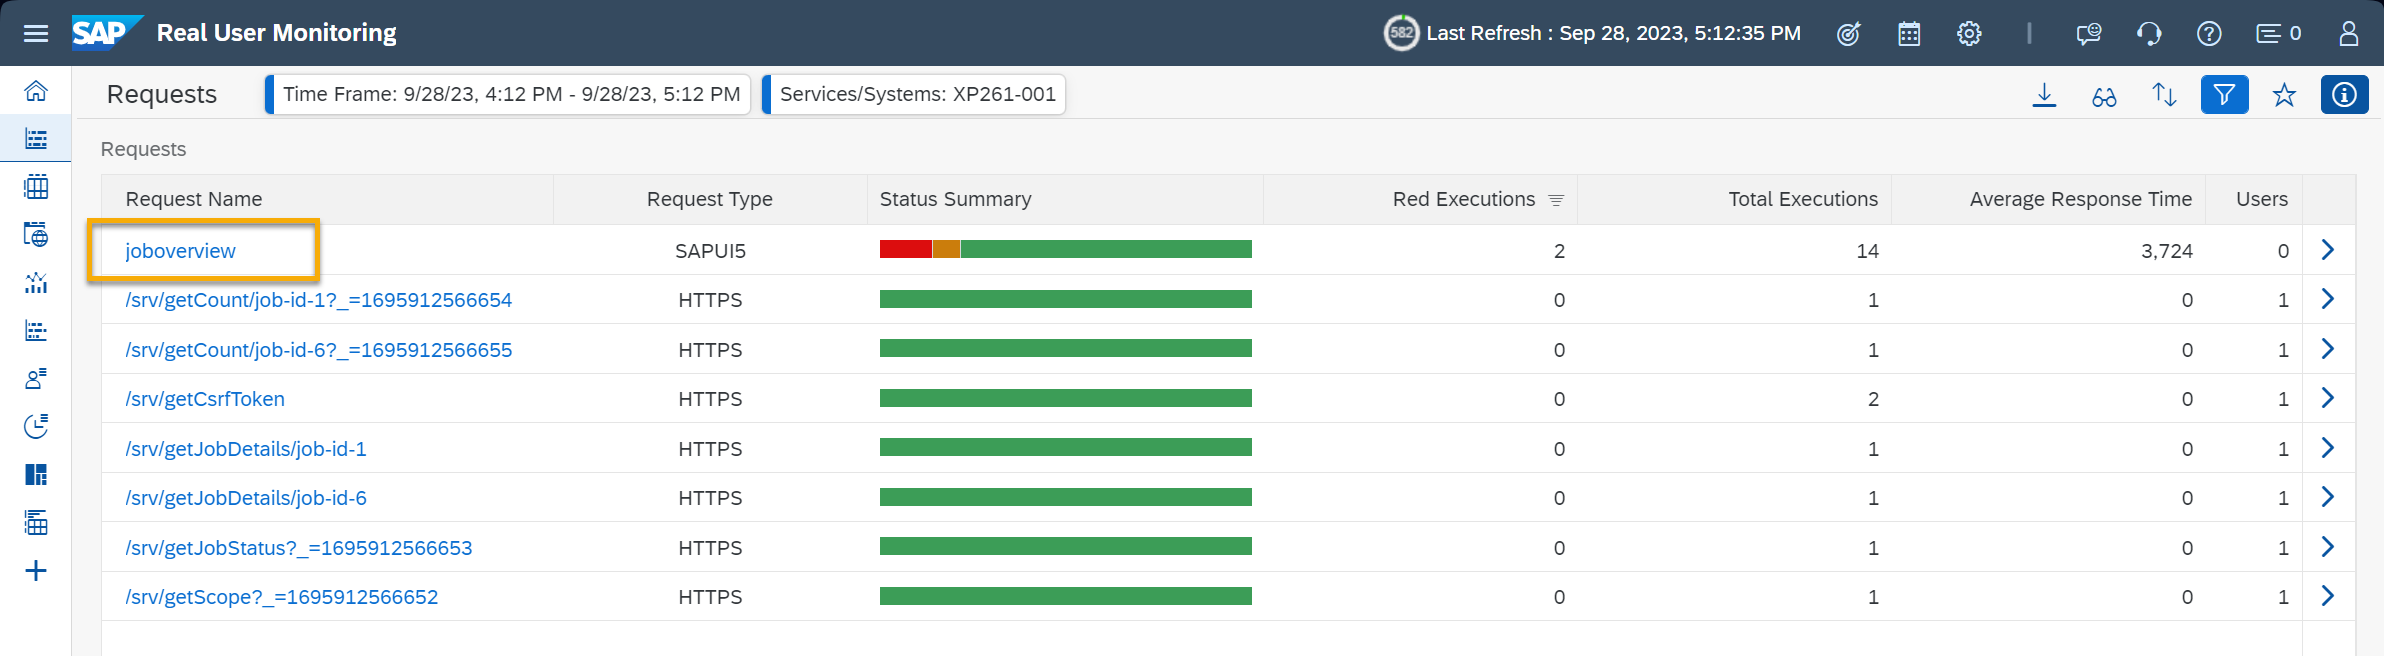 SAP Real User Monitoring 582 Last Refresh : Sep 28, 2023, 5:12:35 PM 0
Requests Time Frame: 9/28/23, 4:12 PM - 9/28/23, 5:12 PM Services/Systems: XP261-001
Requests
Request Name Request Type Status Summary Red Executions Total Executions Average Response Time Users
joboverview SAPUI5 2 14 3,724 0
/srv/getCount/job-id-1?_=1695912566654 HTTPS 0 1 0 1
/srv/getCount/job-id-6?_=1695912566655 HTTPS 0 1 0 1
/srv/getCsrfToken HTTPS 0 2 0 1
/srv/getJobDetails/job-id-1 HTTPS 0 1 0 1
/srv/getJobDetails/job-id-6 HTTPS 0 1 0 1
/srv/getJobStatus?_=1695912566653 HTTPS 0 1 0 1
/srv/getScope?_=1695912566652 HTTPS 0 1 0 1